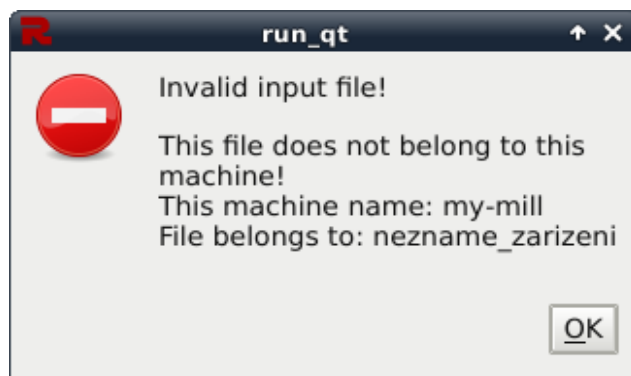 run_qt
Invalid input file!
This file does not belong to this
machine!
This machine name: my-mill
File belongs to: nezname_zarizeni
OK